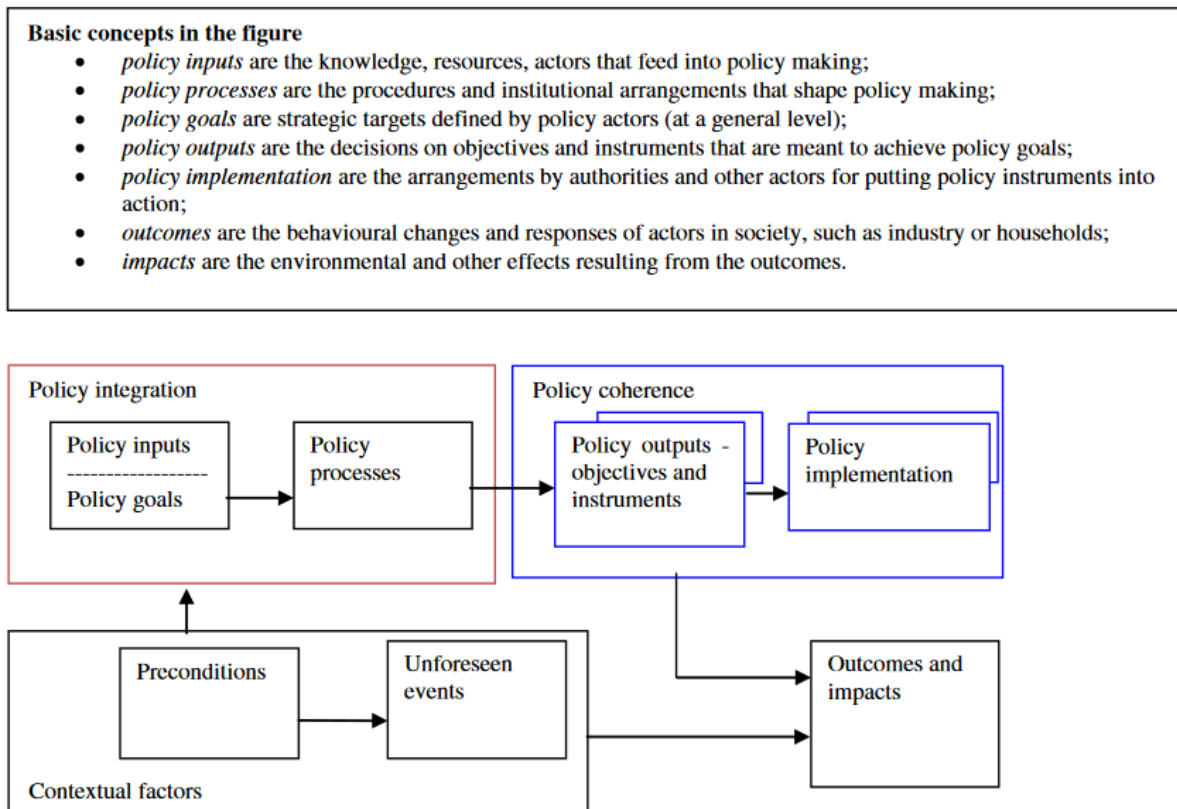 Basic concepts in the figure
• policy inputs are the knowledge, resources, actors that feed into policy making;
• policy processes are the procedures and institutional arrangements that shape policy making;
• policy goals are strategic targets defined by policy actors (at a general level);
• policy outputs are the decisions on objectives and instruments that are meant to achieve policy goals;
• policy implementation are the arrangements by authorities and other actors for putting policy instruments into
action;
• outcomes are the behavioural changes and responses of actors in society, such as industry or households;
• impacts are the environmental and other effects resulting from the outcomes.
Policy integration
Policy inputs
-------------------
Policy goals
Policy
processes
Policy coherence
Policy outputs -
objectives and
instruments
Policy
implementation
Preconditions
Unforeseen
events
Contextual factors
Outcomes and
impacts